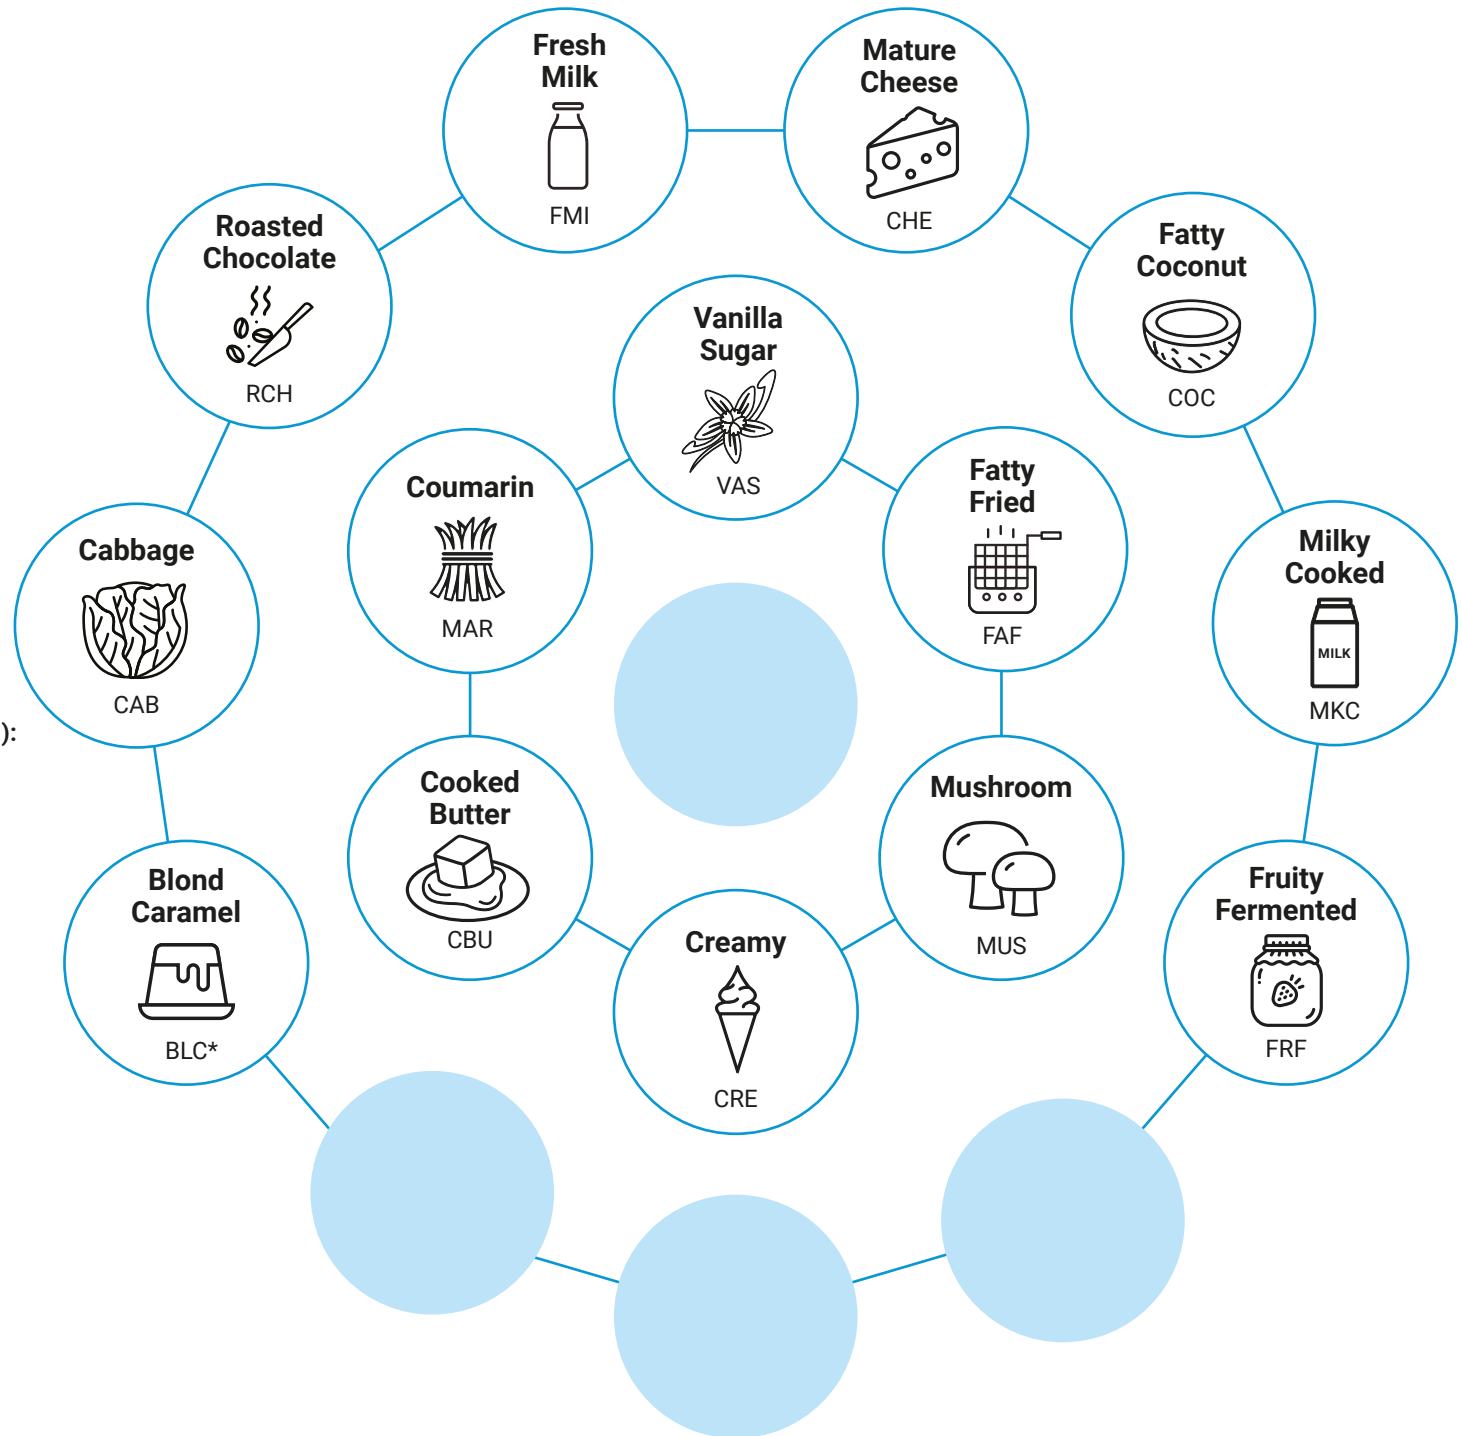 Fresh
Milk
FMI
Mature
Cheese
CHE
Roasted
Chocolate
RCH
Fatty
Coconut
COC
Vanilla
Sugar
VAS
Coumarin
MAR
Fatty
Fried
FAF
Cabbage
CAB
Milky
Cooked
MILK
MKC
):
Cooked
Butter
CBU
Mushroom
MUS
Blond
Caramel
BLC*
Creamy
CRE
Fruity
Fermented
FRF